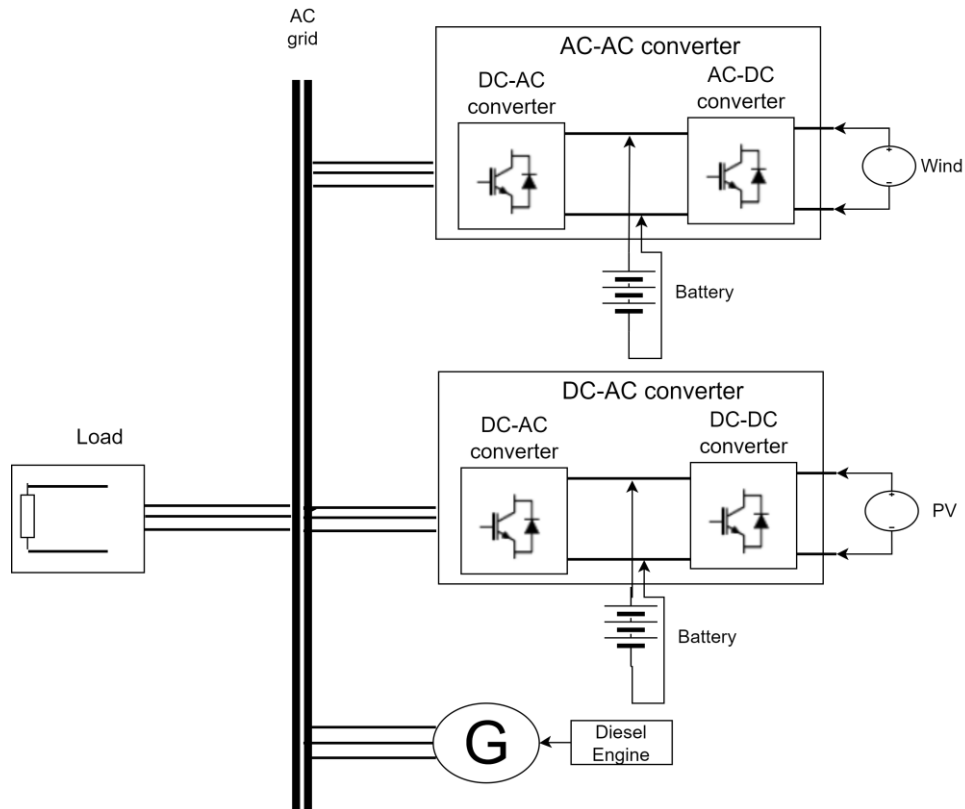 AC
grid
AC-AC converter
DC-AC
converter
AC-DC
converter
+
-
Wind
Battery
DC-AC converter
DC-AC
converter
DC-DC
converter
+
-
PV
Battery
Load
G
Diesel
Engine